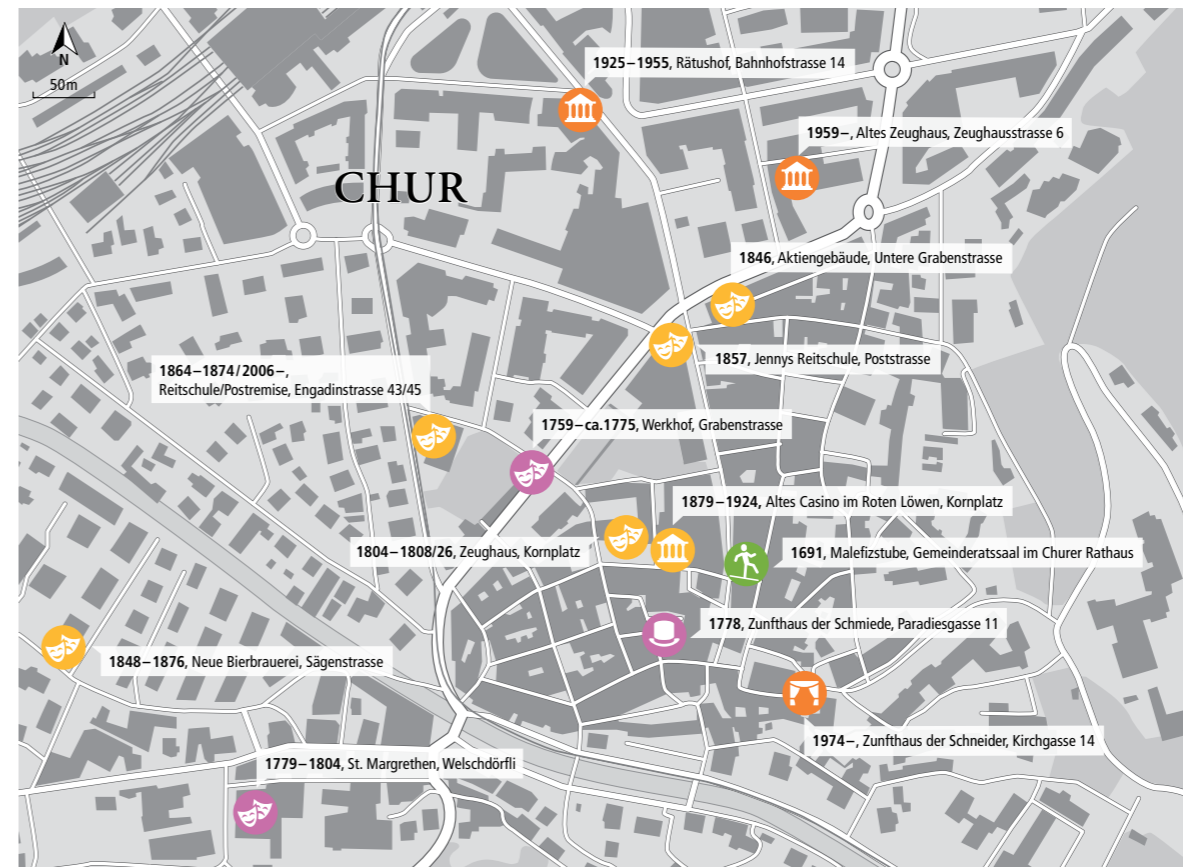 N
50m
CHUR
1925–1955, Rätushof, Bahnhofstrasse 14
1959–, Altes Zeughaus, Zeughausstrasse 6
1846, Aktiengebäude, Untere Grabenstrasse
1857, Jennys Reitschule, Poststrasse
1864–1874/2006–,
Reitschule/Postremise, Engadinstrasse 43/45
1759–ca.1775, Werkhof, Grabenstrasse
1879–1924, Altes Casino im Roten Löwen, Kornplatz
1804–1808/26, Zeughaus, Kornplatz
1691, Malefizstube, Gemeinderatssaal im Churer Rathaus
1778, Zunfthaus der Schmiede, Paradiesgasse 11
1848–1876, Neue Bierbrauerei, Sägenstrasse
1974–, Zunfthaus der Schneider, Kirchgasse 14
1779–1804, St. Margrethen, Welschdörfli